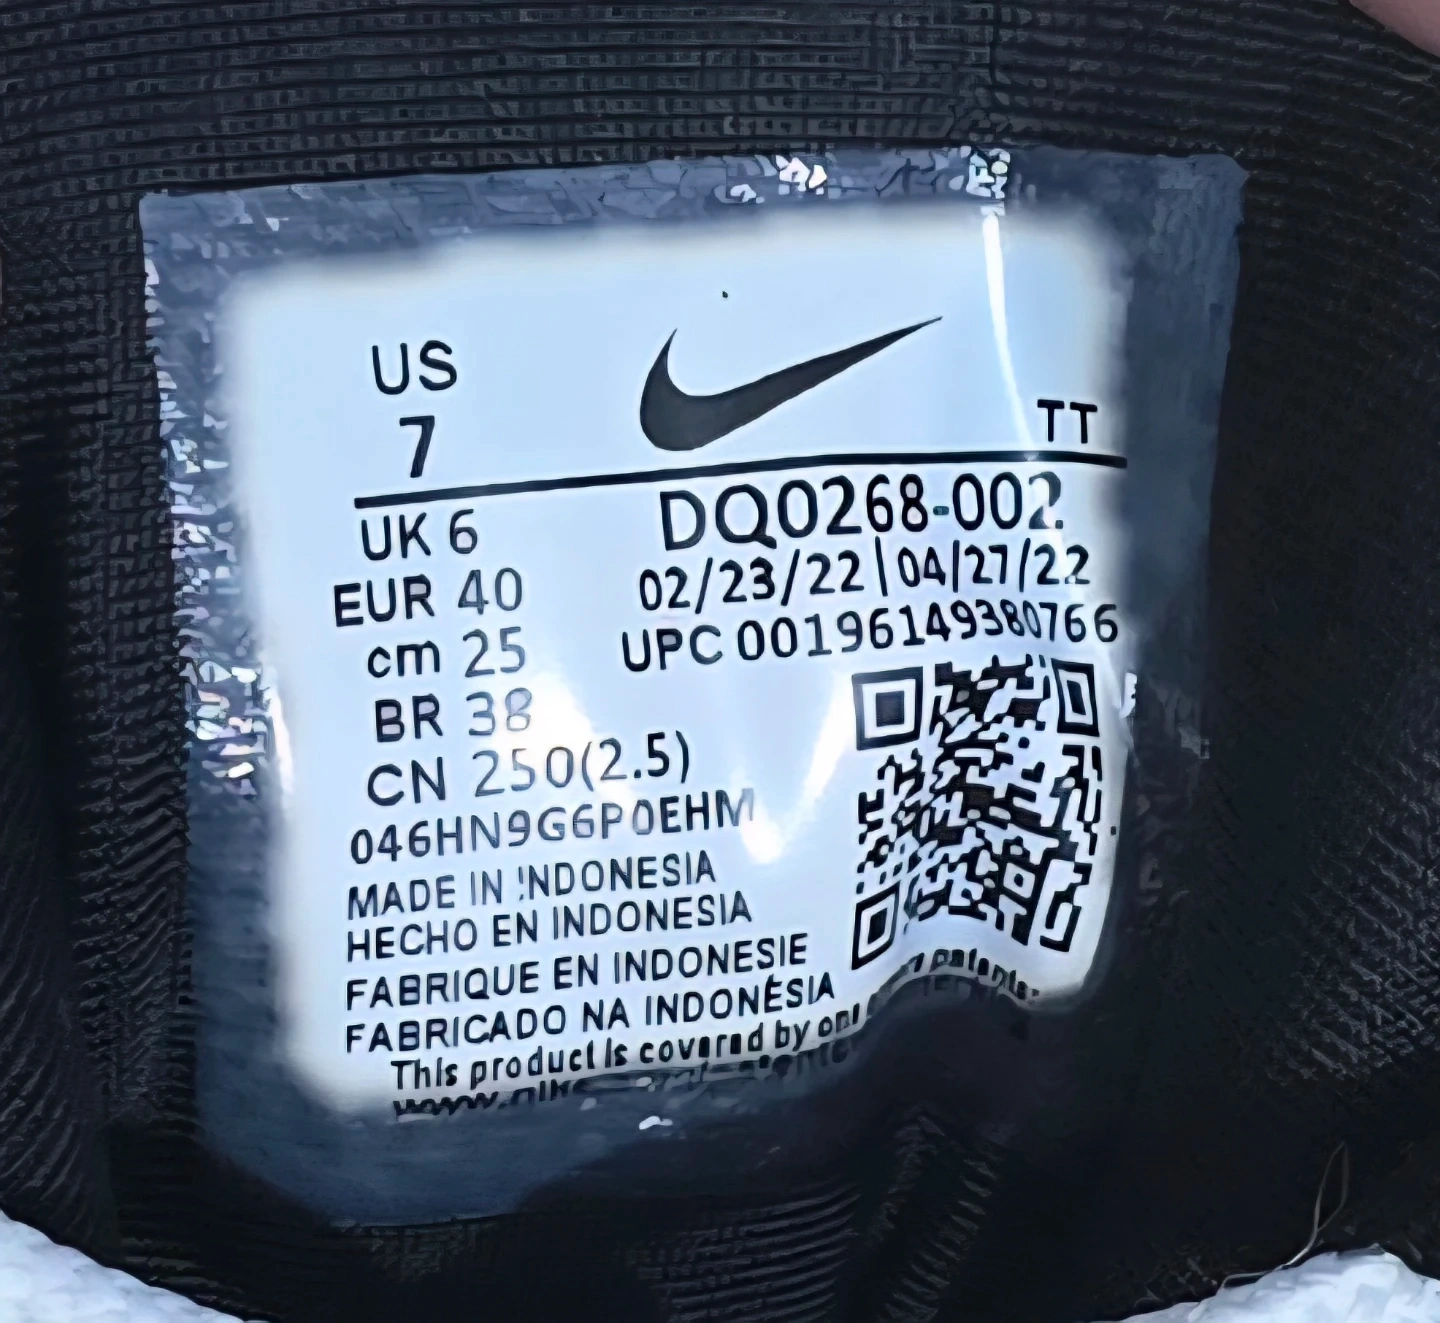 US
7
TT
UK 6
EUR 40
cm 25
BR 38
CN 250(2.5)
DQ0268-002
02/23/22 | 04/27/22
UPC 00196149380766
046HN9G6P0EHM
MADE IN INDONESIA
HECHO EN INDONESIA
FABRIQUE EN INDONESIE
FABRICADO NA INDONÉSIA
This product is covered by patents: